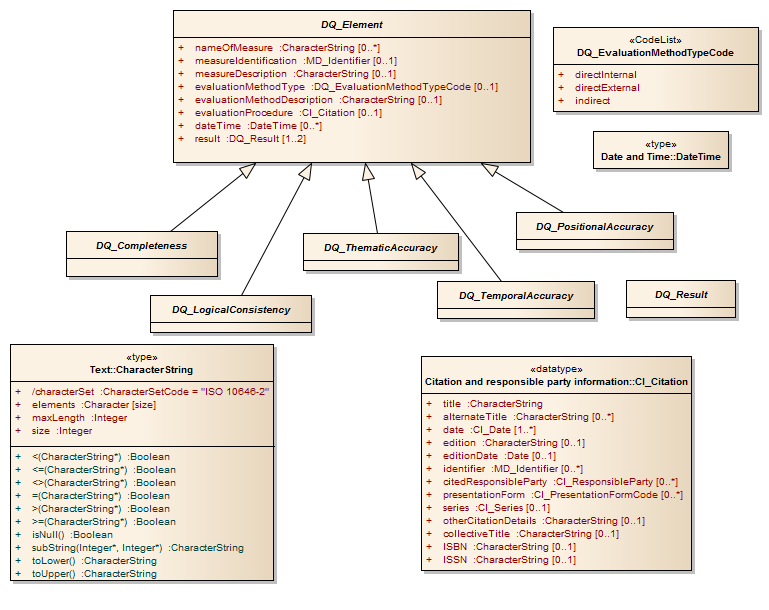 DQ_Element
+ nameOfMeasure :CharacterString [0..*]
+ measureIdentification :MD_Identifier [0..1]
+ measureDescription :CharacterString [0..1]
+ evaluationMethodType :DQ_EvaluationMethodTypeCode [0..1]
+ evaluationMethodDescription :CharacterString [0..1]
+ evaluationProcedure :CI_Citation [0..1]
+ dateTime :DateTime [0..*]
+ result :DQ_Result [1..2]
«CodeList»
DQ_EvaluationMethodTypeCode
+ directInternal
+ directExternal
+ indirect
«type»
Date and Time::DateTime
DQ_Completeness
DQ_ThematicAccuracy
DQ_PositionalAccuracy
DQ_LogicalConsistency
DQ_TemporalAccuracy
DQ_Result
«type»
Text::CharacterString
+ /characterSet :CharacterSetCode = "ISO 10646-2"
+ elements :Character [size]
+ maxLength :Integer
+ size :Integer
+ <(CharacterString*) :Boolean
+ <=(CharacterString*) :Boolean
+ <>(CharacterString*) :Boolean
+ =(CharacterString*) :Boolean
+ >(CharacterString*) :Boolean
+ >=(CharacterString*) :Boolean
+ isNull() :Boolean
+ subString(Integer*, Integer*) :CharacterString
+ toLower() :CharacterString
+ toUpper() :CharacterString
«datatype»
Citation and responsible party information::CI_Citation
+ title :CharacterString
+ alternateTitle :CharacterString [0..*]
+ date :CI_Date [1..*]
+ edition :CharacterString [0..1]
+ editionDate :Date [0..1]
+ identifier :MD_Identifier [0..*]
+ citedResponsibleParty :CI_ResponsibleParty [0..*]
+ presentationForm :CI_PresentationFormCode [0..*]
+ series :CI_Series [0..1]
+ otherCitationDetails :CharacterString [0..1]
+ collectiveTitle :CharacterString [0..1]
+ ISBN :CharacterString [0..1]
+ ISSN :CharacterString [0..1]